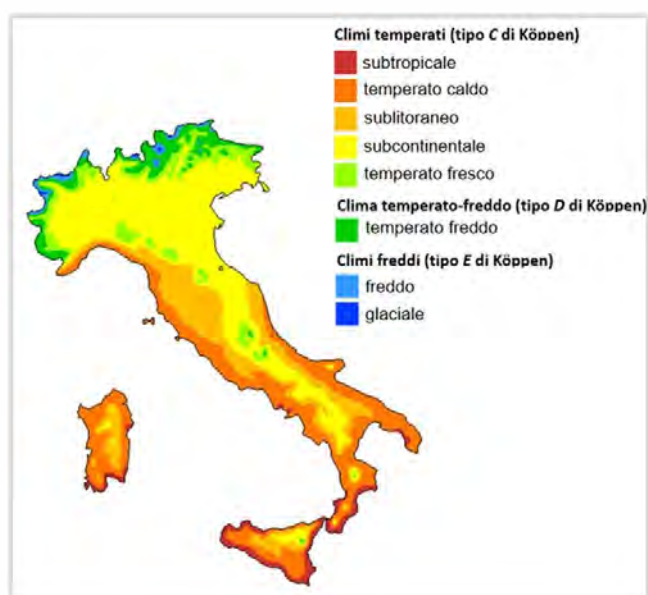 Climi temperati (tipo C di Köppen)
subtropicale
temperato caldo
sublitoraneo
subcontinentale
temperato fresco
Clima temperato-freddo (tipo D di Köppen)
temperato freddo
Climi freddi (tipo E di Köppen)
freddo
glaciale